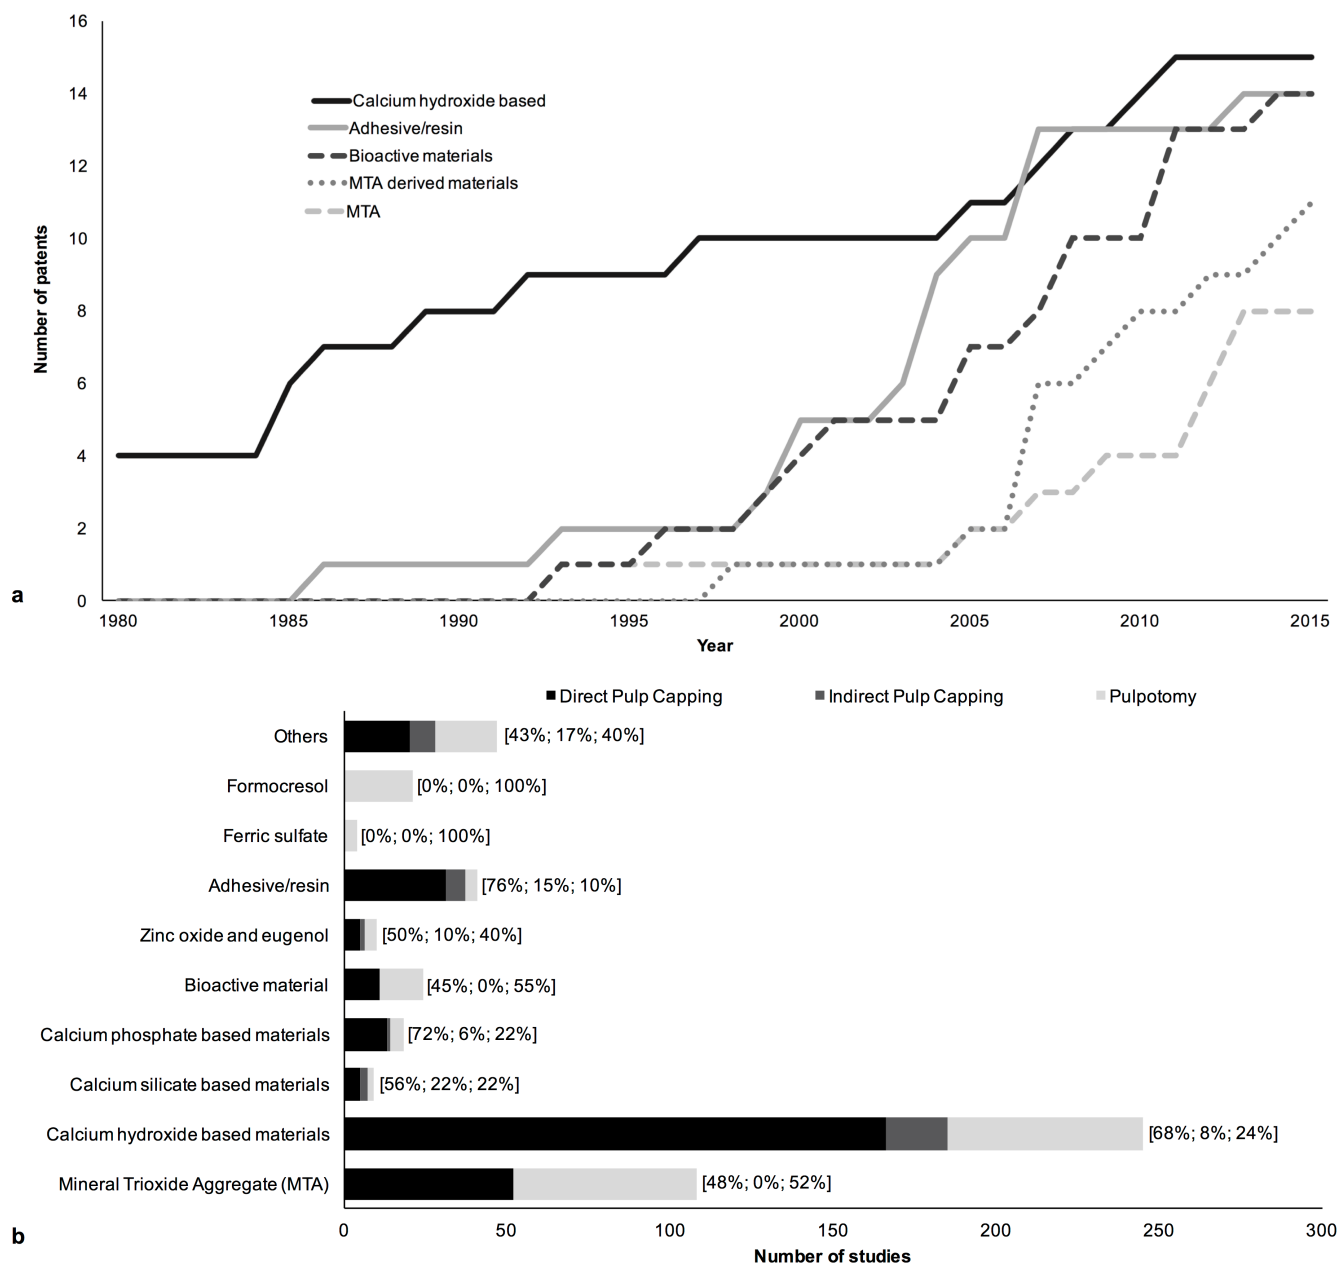 16
14
12
10
8
6
4
2
0
Number of patents
Calcium hydroxide based
Adhesive/resin
Bioactive materials
MTA derived materials
MTA
a
1980 1985 1990 1995 2000 2005 2010 2015
Year
Direct Pulp Capping Indirect Pulp Capping Pulpotomy
Others [43%; 17%; 40%]
Formocresol [0%; 0%; 100%]
Ferric sulfate [0%; 0%; 100%]
Adhesive/resin [76%; 15%; 10%]
Zinc oxide and eugenol [50%; 10%; 40%]
Bioactive material [45%; 0%; 55%]
Calcium phosphate based materials [72%; 6%; 22%]
Calcium silicate based materials [56%; 22%; 22%]
Calcium hydroxide based materials [68%; 8%; 24%]
Mineral Trioxide Aggregate (MTA) [48%; 0%; 52%]
b
0 50 100 150 200 250 300
Number of studies